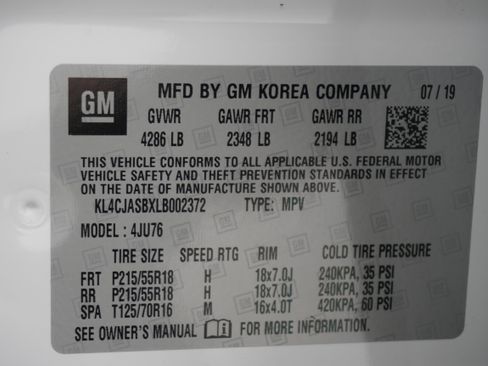 GM
MFD BY GM KOREA COMPANY 07 / 19
GVWR GAWR FRT GAWR RR
4286 LB 2348 LB 2194 LB
THIS VEHICLE CONFORMS TO ALL APPLICABLE U.S. FEDERAL MOTOR
VEHICLE SAFETY AND THEFT PREVENTION STANDARDS IN EFFECT
ON THE DATE OF MANUFACTURE SHOWN ABOVE.
KL4CJASBXLB002372 TYPE: MPV
MODEL : 4JU76
TIRE SIZE SPEED RTG RIM COLD TIRE PRESSURE
FRT P215/55R18 H 18x7.0J 240KPA, 35 PSI
RR P215/55R18 H 18x7.0J 240KPA, 35 PSI
SPA T125/70R16 M 16x4.0T 420KPA, 60 PSI
SEE OWNER'S MANUAL FOR MORE INFORMATION.